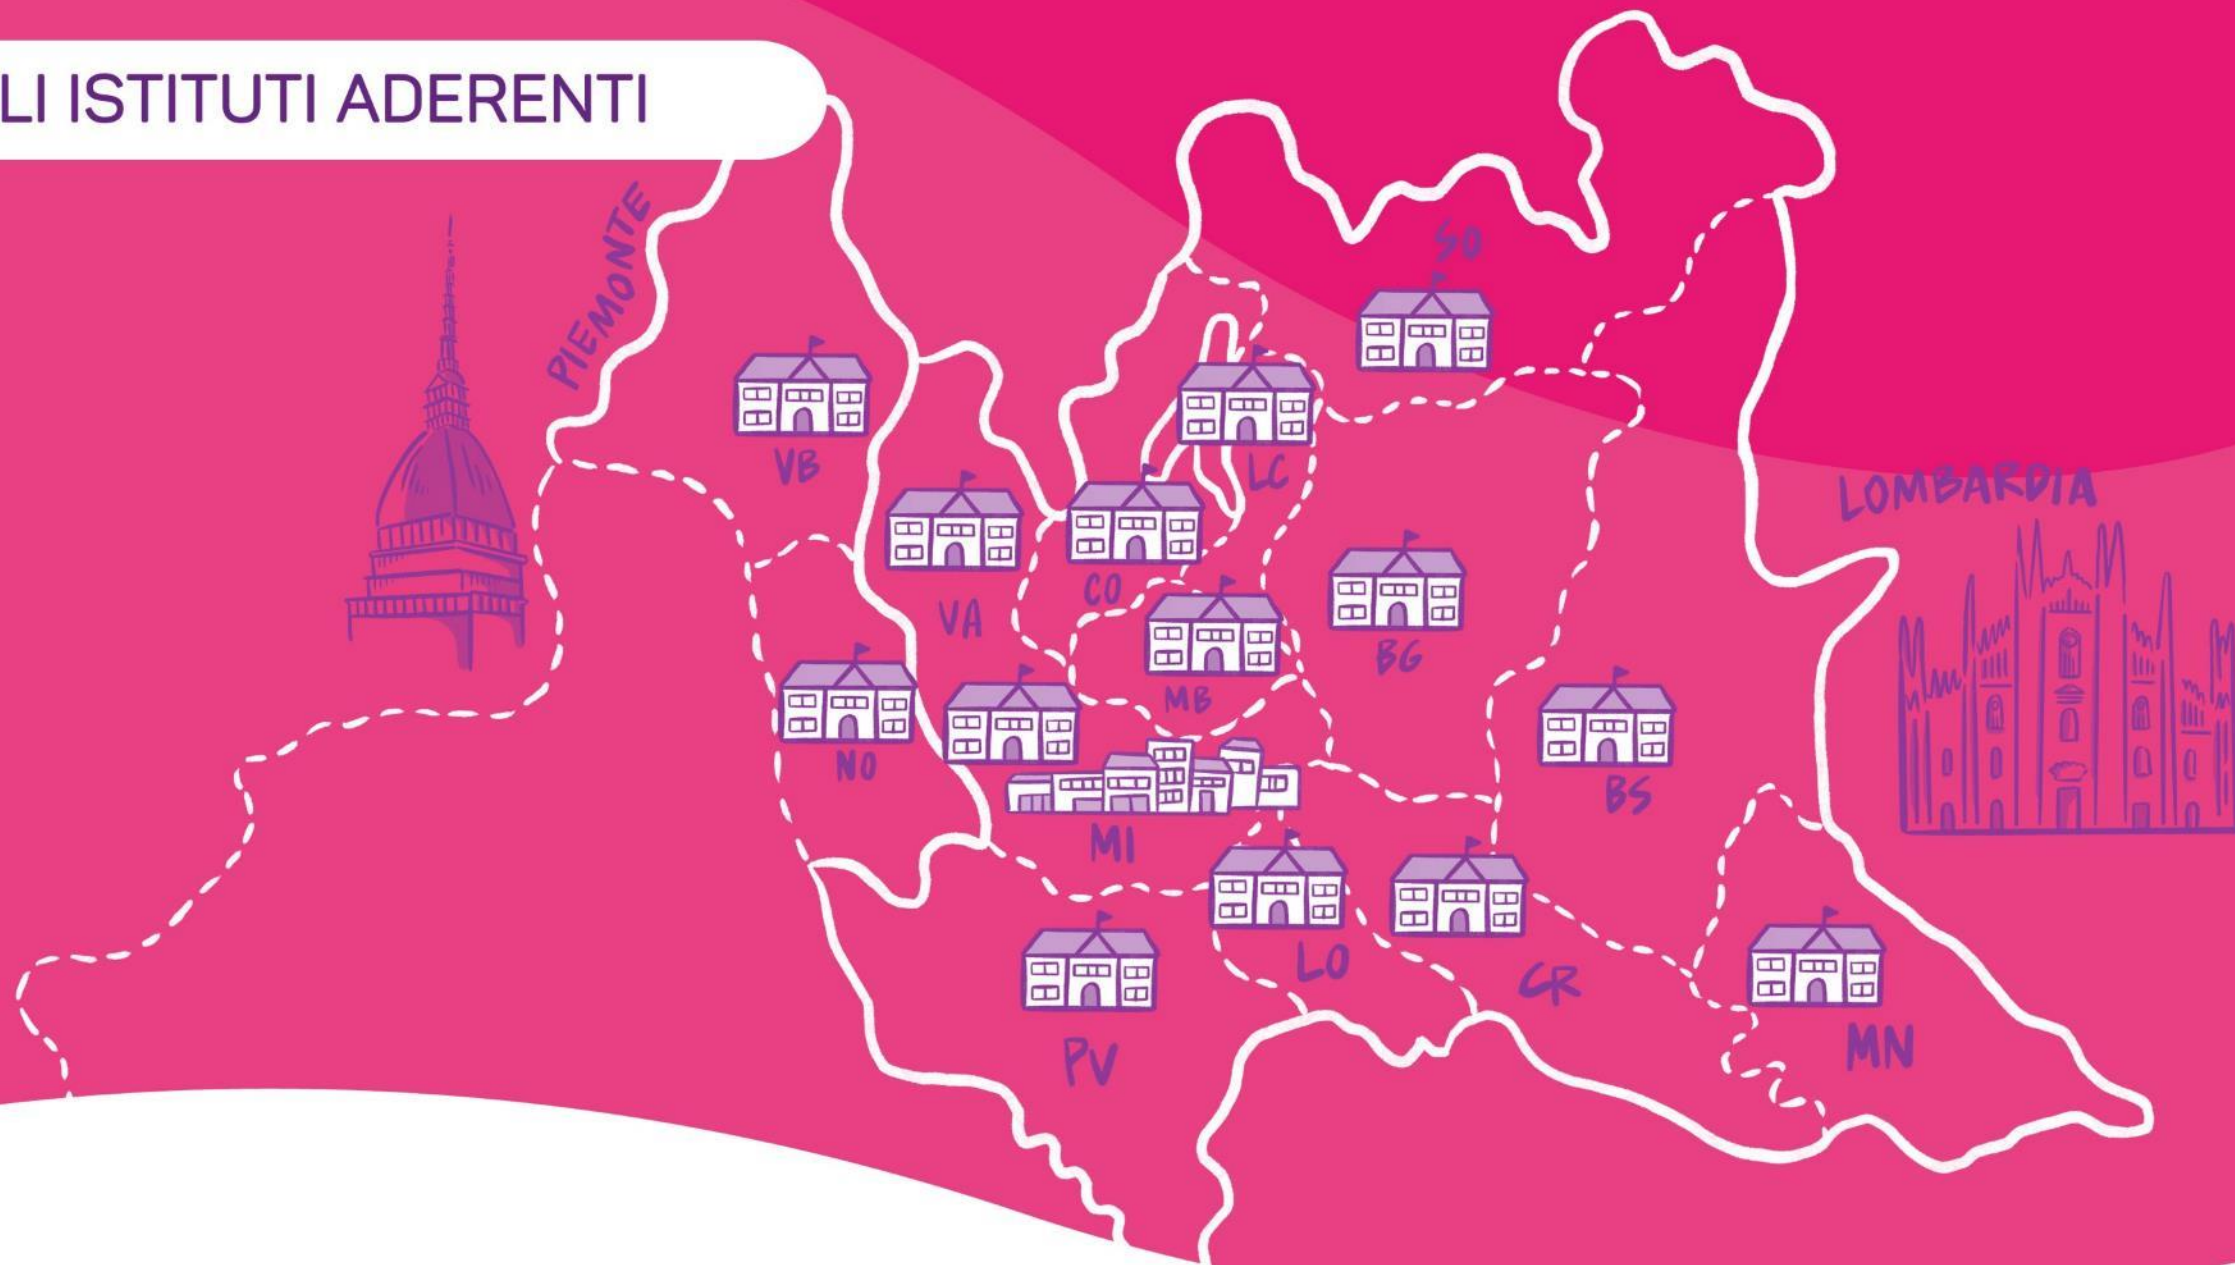 LI ISTITUTI ADERENTI
PIEMONTE
SO
VB
LC
LOMBARDIA
CO
VA
BG
MB
NO
BS
MI
LO
CR
PV
MN